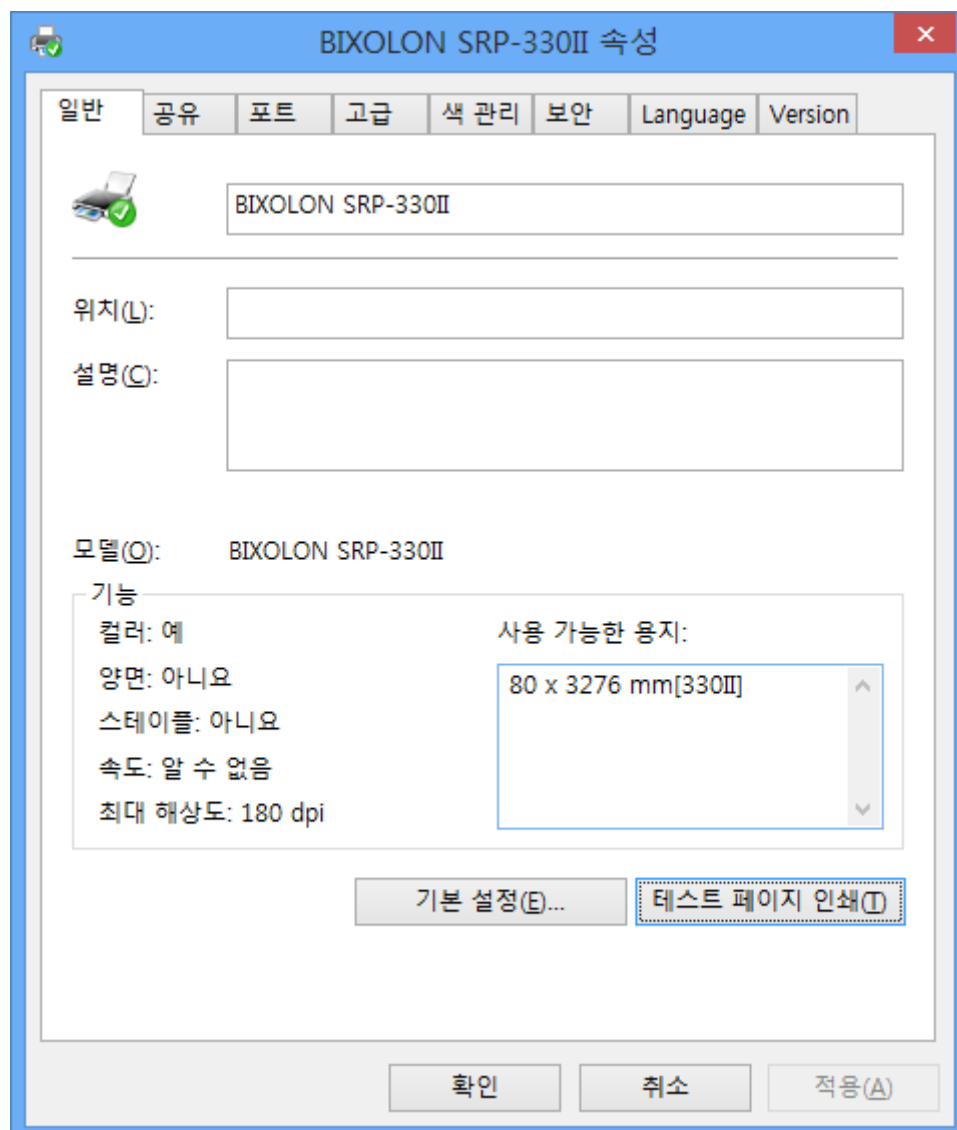 BIXOLON SRP-330II 속성
일반 공유 포트 고급 색 관리 보안 Language Version
BIXOLON SRP-330II
위치(L):
설명(C):
모델(O): BIXOLON SRP-330II
기능
컬러: 예
사용 가능한 용지:
양면: 아니요
80 x 3276 mm[330II]
스테이플: 아니요
속도: 알 수 없음
최대 해상도: 180 dpi
기본 설정(E)... 테스트 페이지 인쇄(T)
확인 취소 적용(A)